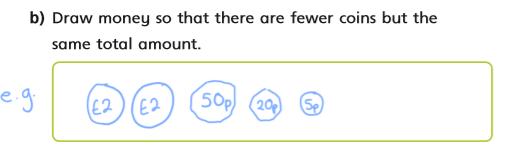 b) Draw money so that there are fewer coins but the
same total amount.
e.g. £2 £2 50p 20p 5p